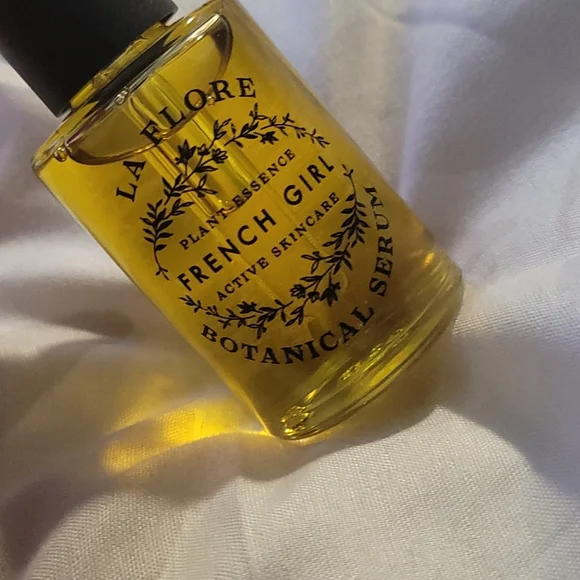 LA FLORE
PLANT ESSENCE
FRENCH GIRL
ACTIVE SKINCARE
BOTANICAL SERUM